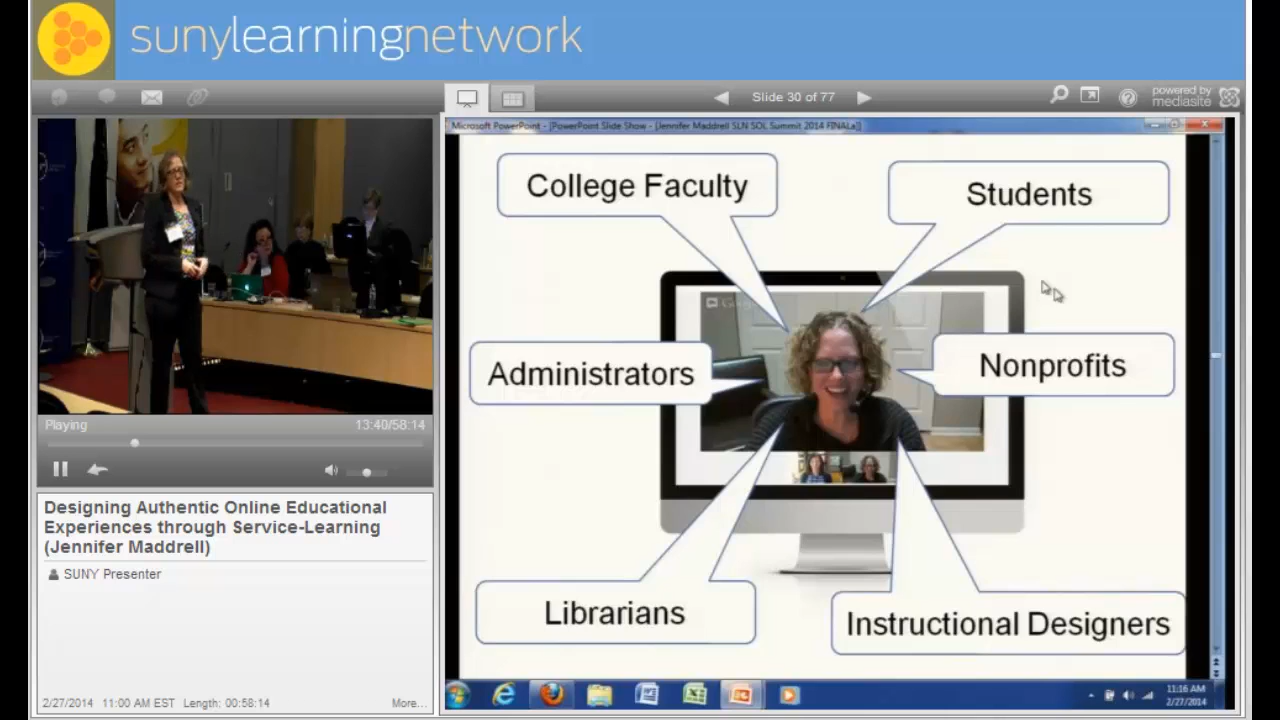 sunylearningnetwork
Slide 30 of 77
powered by
mediasite
Microsoft PowerPoint - [PowerPoint Slide Show - [Jennifer Maddrell SLN SOL Summit 2014 FINALa]]
College Faculty
Students
Administrators
Nonprofits
Librarians
Instructional Designers
Playing
13:40/58:14
Designing Authentic Online Educational
Experiences through Service-Learning
(Jennifer Maddrell)
SUNY Presenter
2/27/2014 11:00 AM EST Length: 00:58:14
More...
11:16 AM
2/27/2014